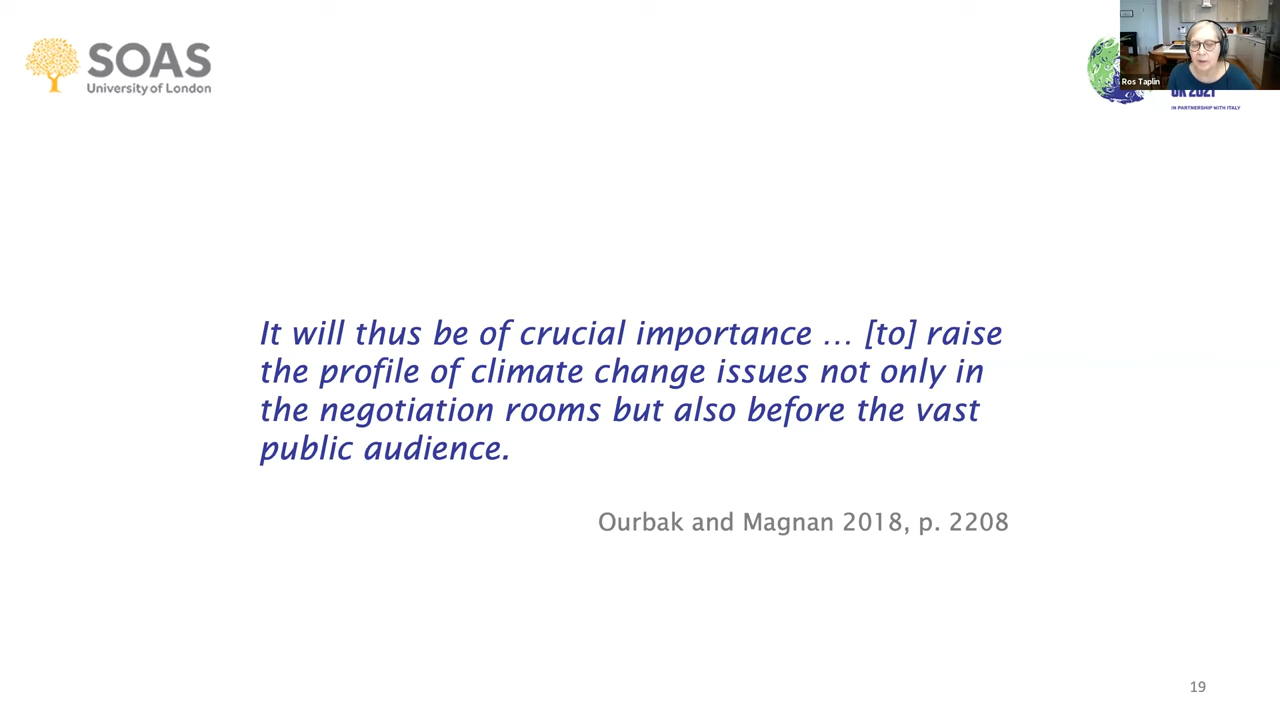 SOAS
University of London
Ros Taplin
UK 2021
IN PARTNERSHIP WITH ITALY
It will thus be of crucial importance … [to] raise
the profile of climate change issues not only in
the negotiation rooms but also before the vast
public audience.
Ourbak and Magnan 2018, p. 2208
19